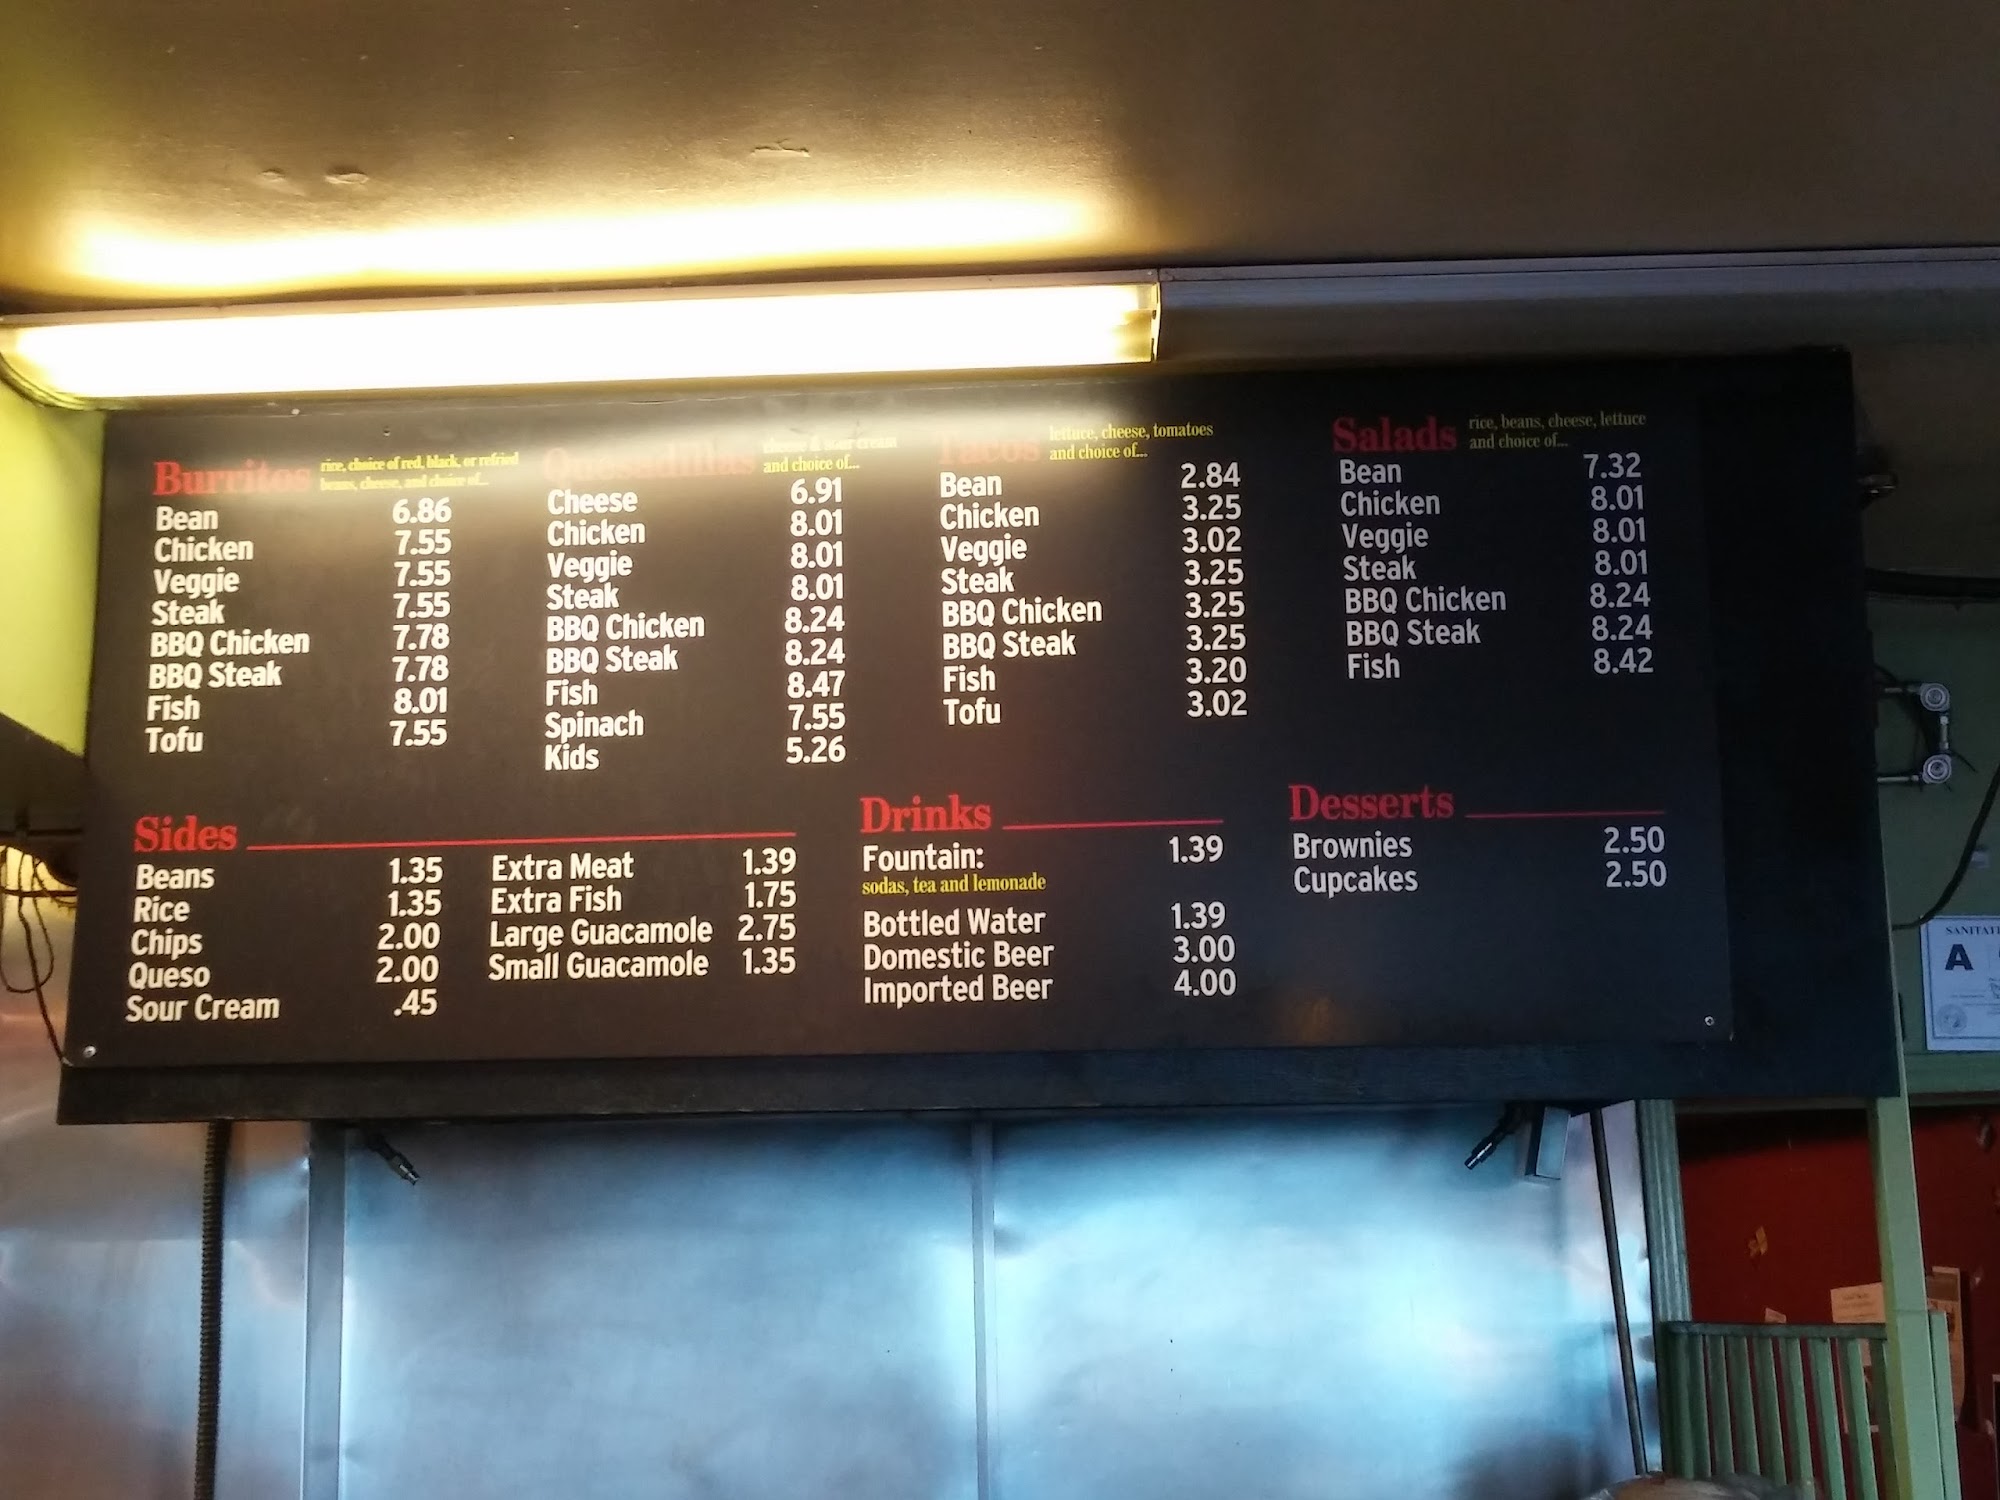 Burritos rice, choice of red, black, or refried
beans, cheese, and choice of...
Bean 6.86
Chicken 7.55
Veggie 7.55
Steak 7.55
BBQ Chicken 7.78
BBQ Steak 7.78
Fish 8.01
Tofu 7.55
Quesadillas cheese & sour cream
and choice of...
Cheese 6.91
Chicken 8.01
Veggie 8.01
Steak 8.01
BBQ Chicken 8.24
BBQ Steak 8.24
Fish 8.47
Spinach 7.55
Kids 5.26
Tacos lettuce, cheese, tomatoes
and choice of...
Bean 2.84
Chicken 3.25
Veggie 3.02
Steak 3.25
BBQ Chicken 3.25
BBQ Steak 3.25
Fish 3.20
Tofu 3.02
Salads rice, beans, cheese, lettuce
and choice of...
Bean 7.32
Chicken 8.01
Veggie 8.01
Steak 8.01
BBQ Chicken 8.24
BBQ Steak 8.24
Fish 8.42
Sides
Beans 1.35
Rice 1.35
Chips 2.00
Queso 2.00
Sour Cream .45
Extra Meat 1.39
Extra Fish 1.75
Large Guacamole 2.75
Small Guacamole 1.35
Drinks
Fountain: 1.39
sodas, tea and lemonade
Bottled Water 1.39
Domestic Beer 3.00
Imported Beer 4.00
Desserts
Brownies 2.50
Cupcakes 2.50
SANITATI
A